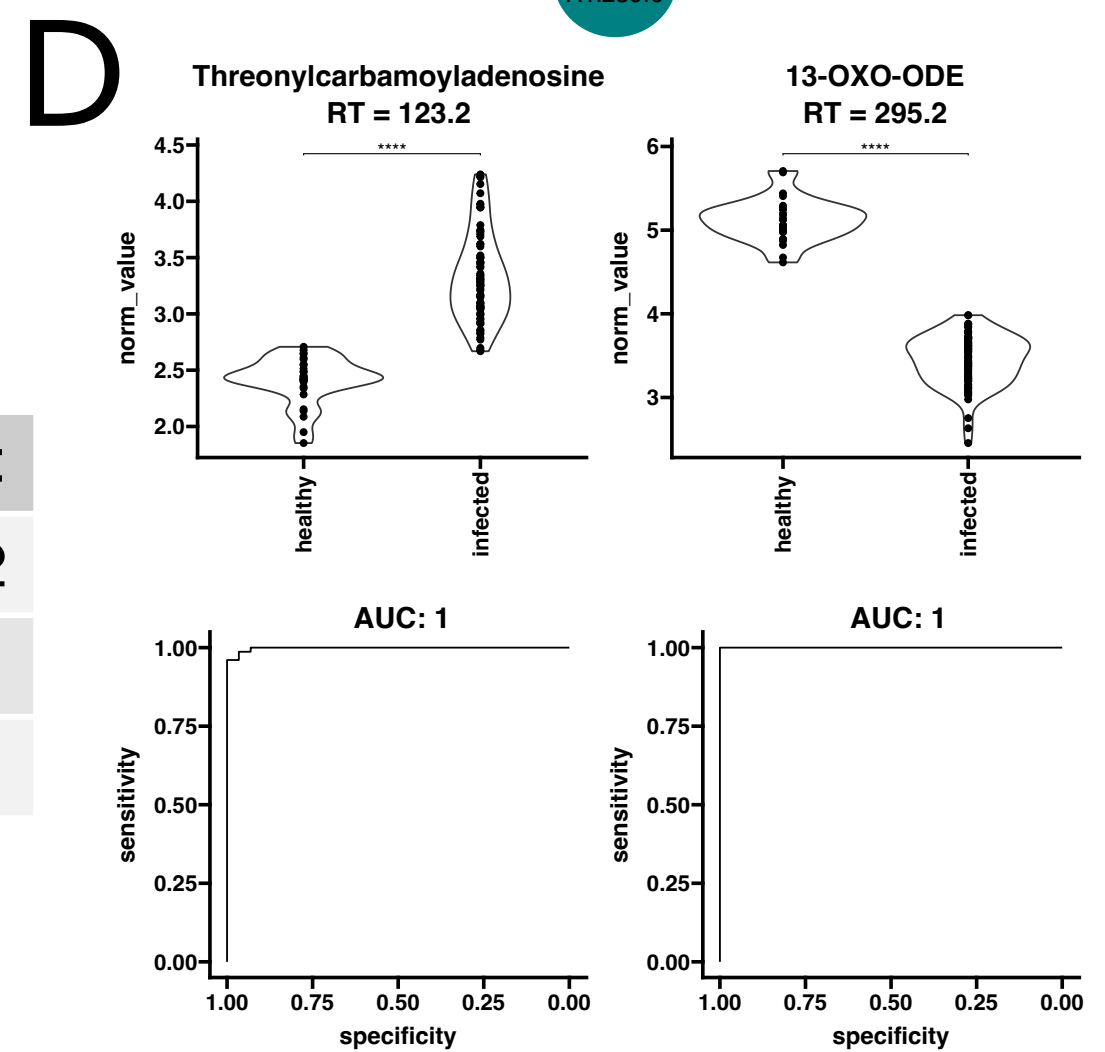 D
Threonylcarbamoyladenosine
RT = 123.2
4.5
4.0
3.5
3.0
2.5
2.0
norm_value
****
healthy
infected
13-OXO-ODE
RT = 295.2
6
5
4
3
norm_value
****
healthy
infected
AUC: 1
1.00
0.75
0.50
0.25
0.00
sensitivity
1.00 0.75 0.50 0.25 0.00
specificity
AUC: 1
1.00
0.75
0.50
0.25
0.00
sensitivity
1.00 0.75 0.50 0.25 0.00
specificity